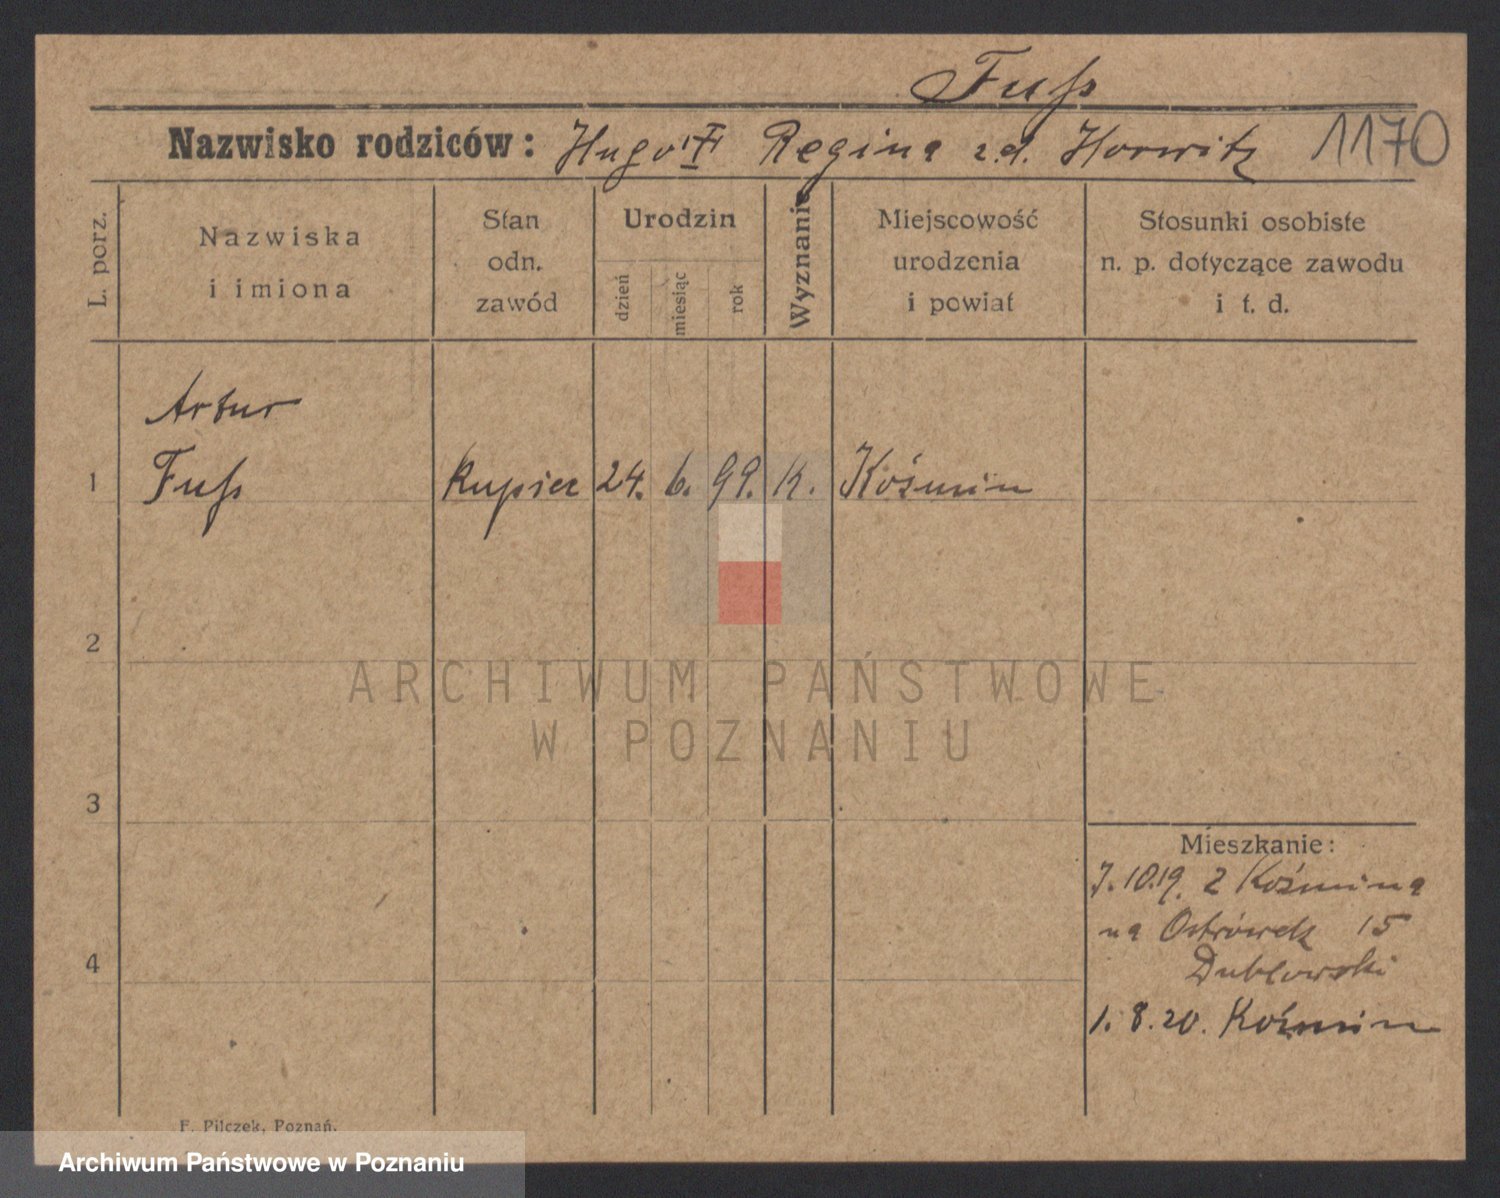 Fuß
Nazwisko rodziców: Hugo F Regina z.d. Horwitz 1170
L. porz.
Nazwiska
i imiona
Stan
odn.
zawód
Urodzin
dzień
miesiąc
rok
Wyznanie
Miejscowość
urodzenia
i powiat
Stosunki osobiste
n. p. dotyczące zawodu
i t. d.
Artur
1 Fuß kupiec 24. 6. 99. K. Koźmin
2
ARCHIWUM PAŃSTWOWE
W POZNANIU
3
Mieszkanie:
7.10.19. z Koźmina
na Ostrówek 15
4
1.8.20. Koźmin
F. Pilczek, Poznań.
Archiwum Państwowe w Poznaniu